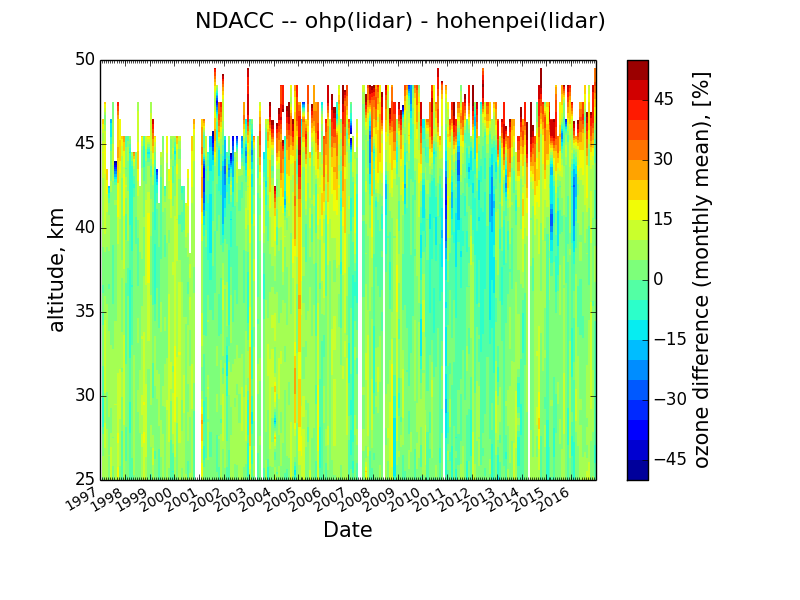 NDACC -- ohp(lidar) - hohenpei(lidar)
50
45
40
35
30
25
altitude, km
1997 1998 1999 2000 2001 2002 2003 2004 2005 2006 2007 2008 2009 2010 2011 2012 2013 2014 2015 2016
Date
45
30
15
0
−15
−30
−45
ozone difference (monthly mean), [%]